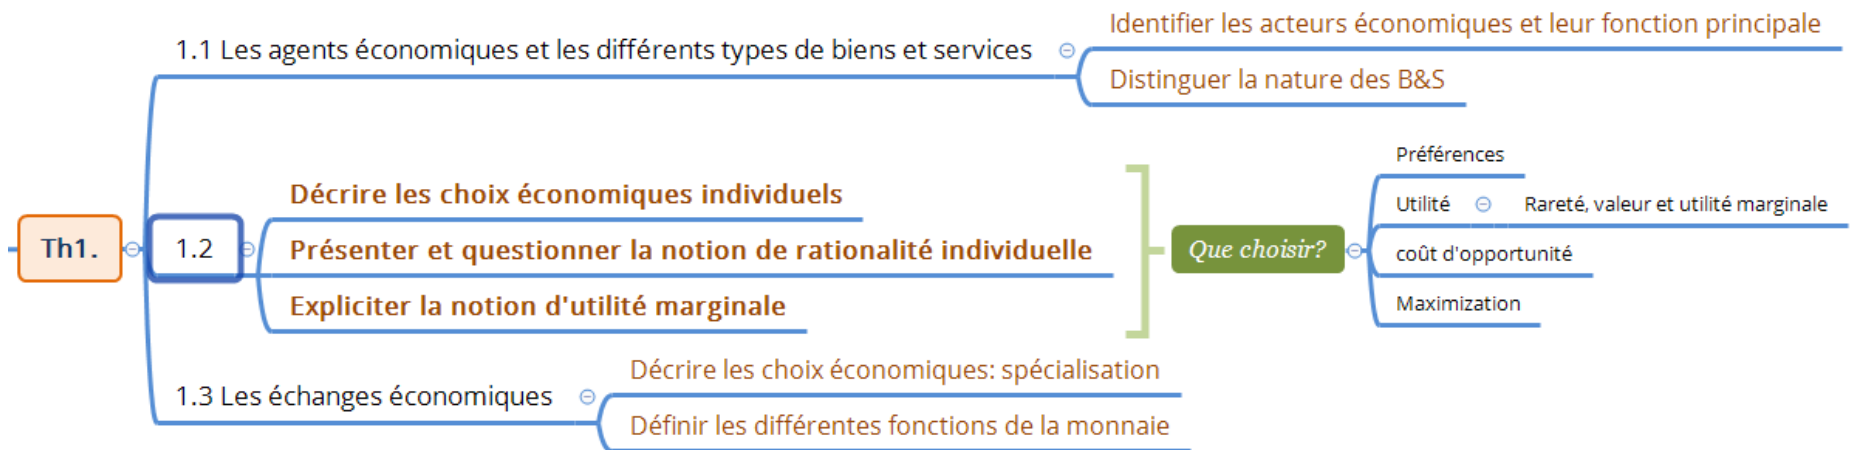 Th1.
1.1 Les agents économiques et les différents types de biens et services
Identifier les acteurs économiques et leur fonction principale
Distinguer la nature des B&S
1.2
Décrire les choix économiques individuels
Présenter et questionner la notion de rationalité individuelle
Expliciter la notion d'utilité marginale
Que choisir?
Préférences
Utilité
Rareté, valeur et utilité marginale
coût d'opportunité
Maximization
1.3 Les échanges économiques
Décrire les choix économiques: spécialisation
Définir les différentes fonctions de la monnaie